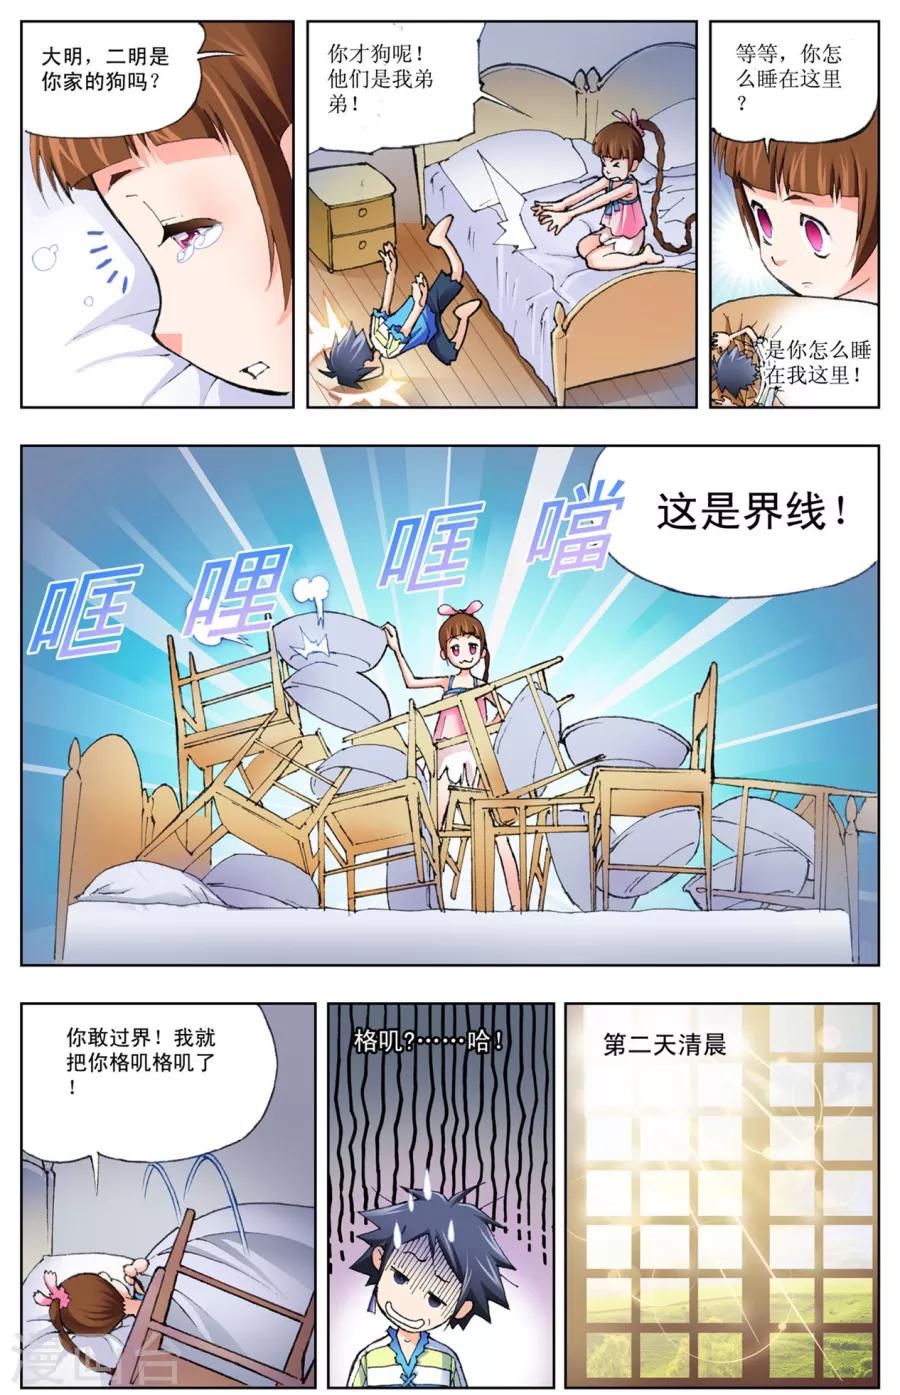 大明，二明是
你家的狗吗？
你才狗呢！
他们是我弟
弟！
等等，你怎
么睡在这里
？
是你怎么睡
在我这里！
哐 哩 哐 噹
这是界线！
你敢过界！我就
把你格叽格叽了
！
格叽?……哈！
第二天清晨
漫画台